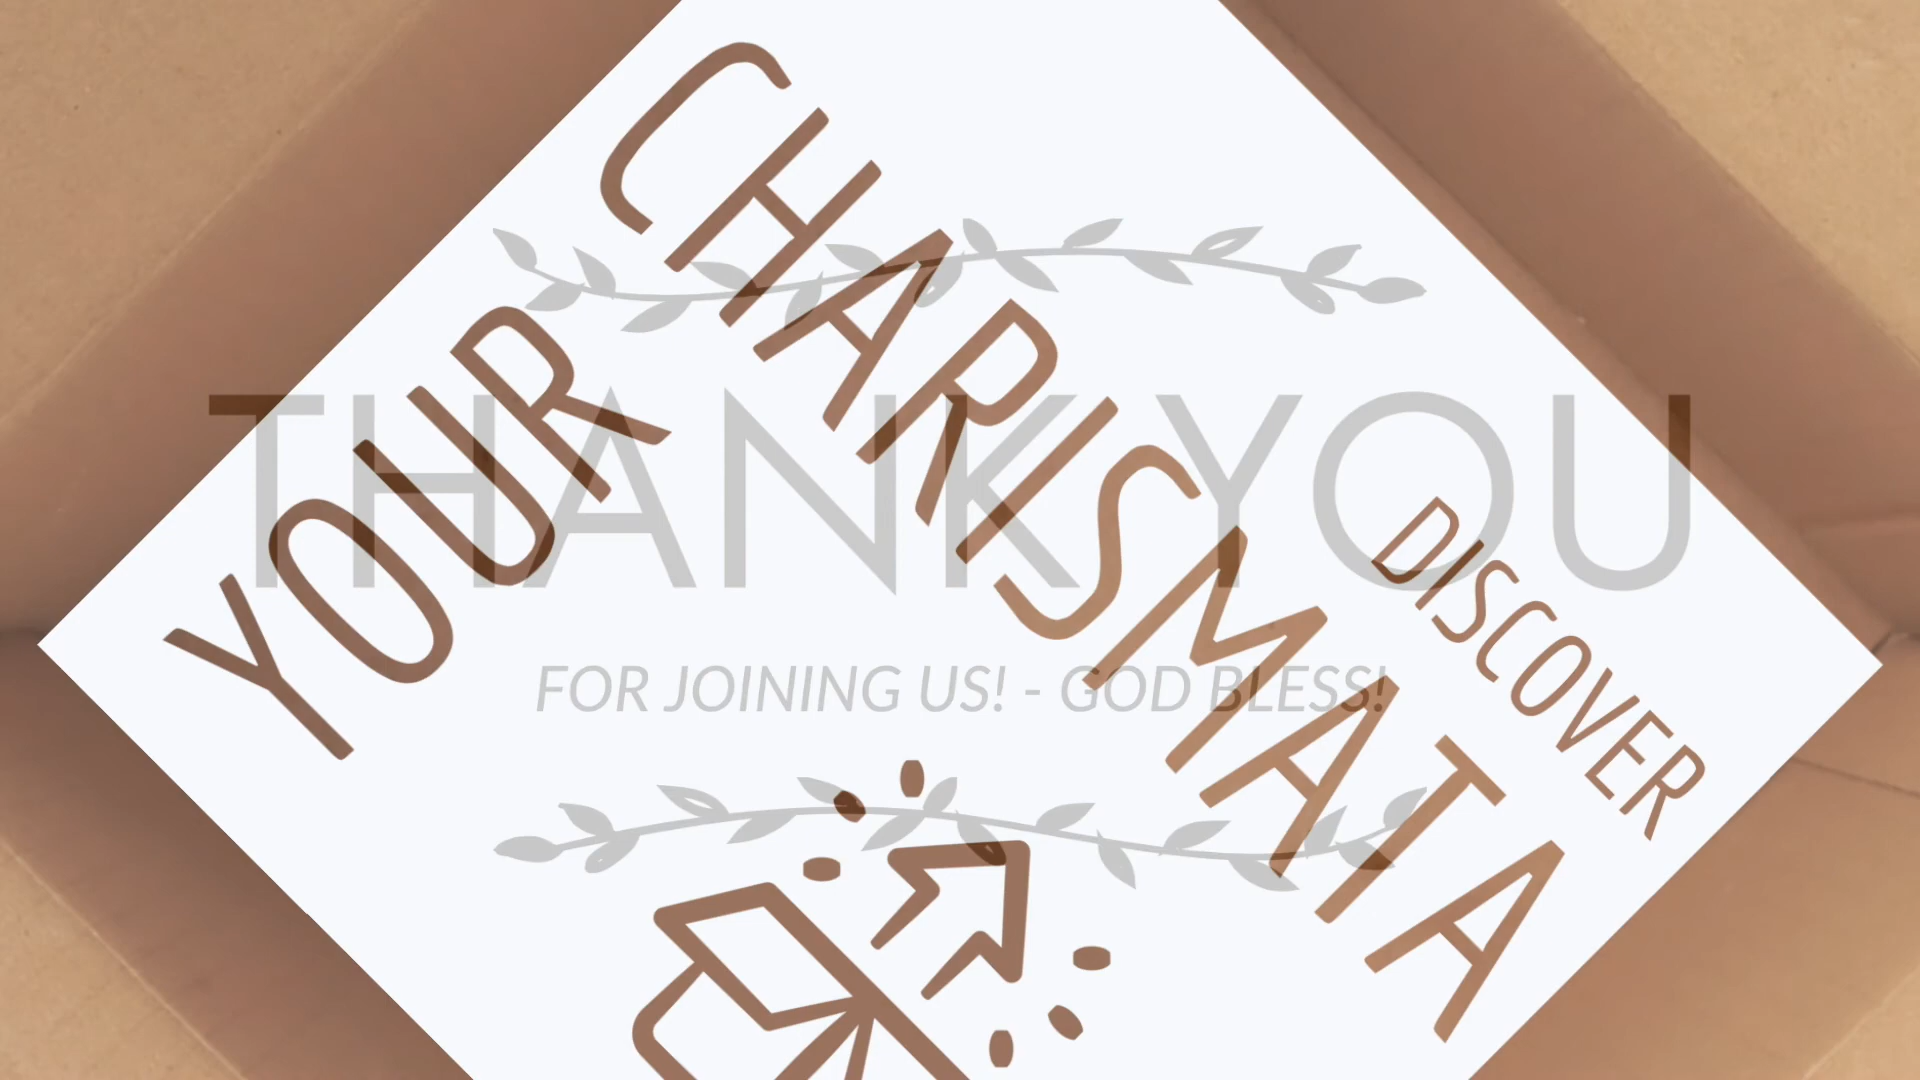 DISCOVER
YOUR
CHARISMATA
THANK YOU
FOR JOINING US! - GOD BLESS!